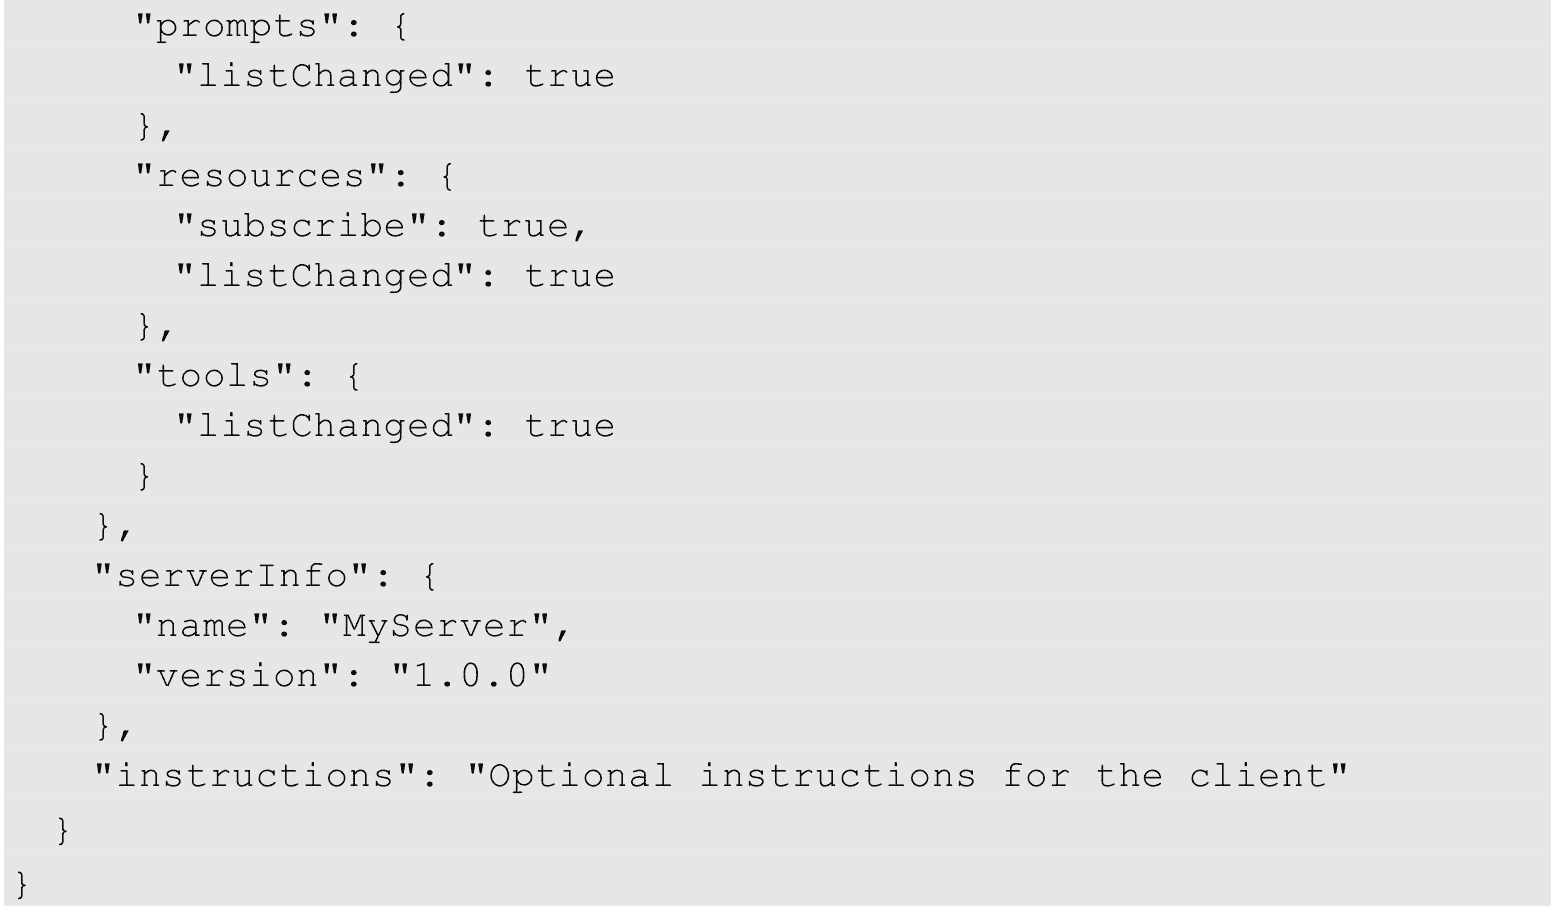 "prompts": {
        "listChanged": true
      },
      "resources": {
        "subscribe": true,
        "listChanged": true
      },
      "tools": {
        "listChanged": true
      }
    },
    "serverInfo": {
      "name": "MyServer",
      "version": "1.0.0"
    },
    "instructions": "Optional instructions for the client"
  }
}